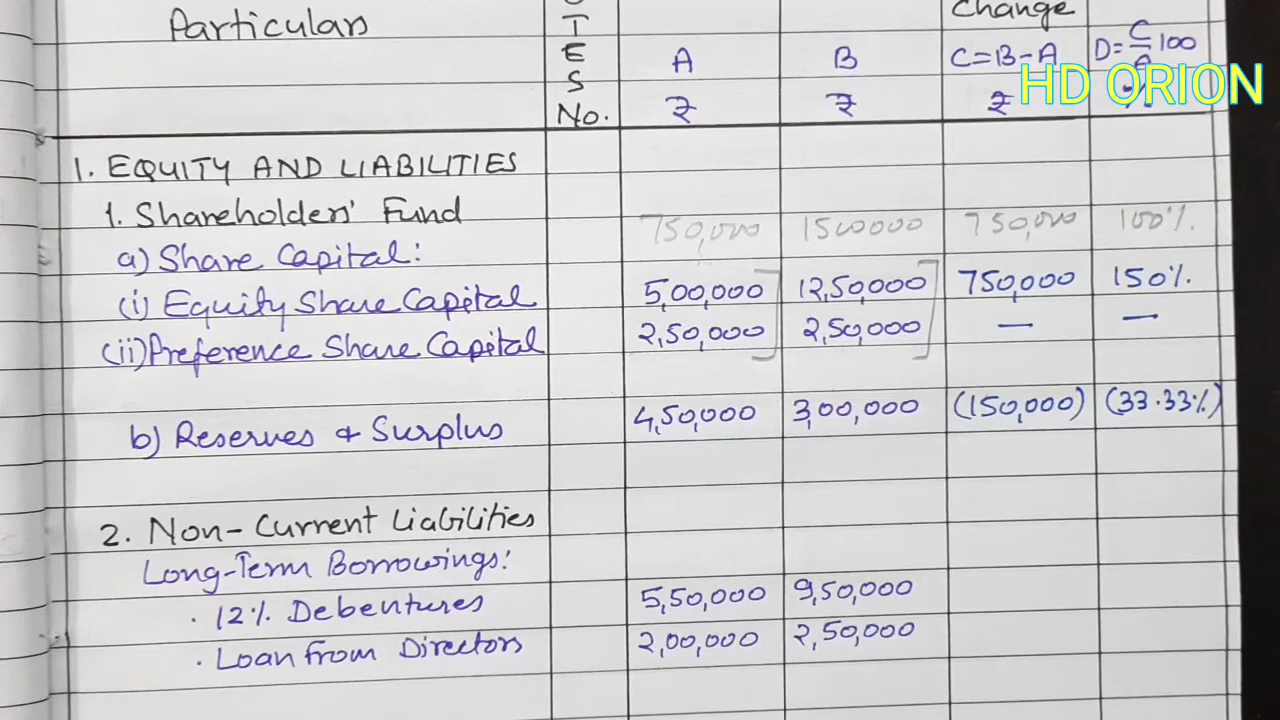 Change
Particulars
T
E
S
No.
A
B
C=B-A
D=C/A 100
₹
₹
₹
%
HD ORION
1. EQUITY AND LIABILITIES
1. Shareholders' Fund
750,000 1500000 750,000 100%
a) Share Capital:
(i) Equity Share Capital 5,00,000 12,50,000 750,000 150%
(ii) Preference Share Capital 2,50,000 2,50,000 — —
b) Reserves & Surplus 4,50,000 3,00,000 (150,000) (33.33%)
2. Non-Current Liabilities
Long-Term Borrowings:
· 12% Debentures 5,50,000 9,50,000
· Loan from Directors 2,00,000 2,50,000